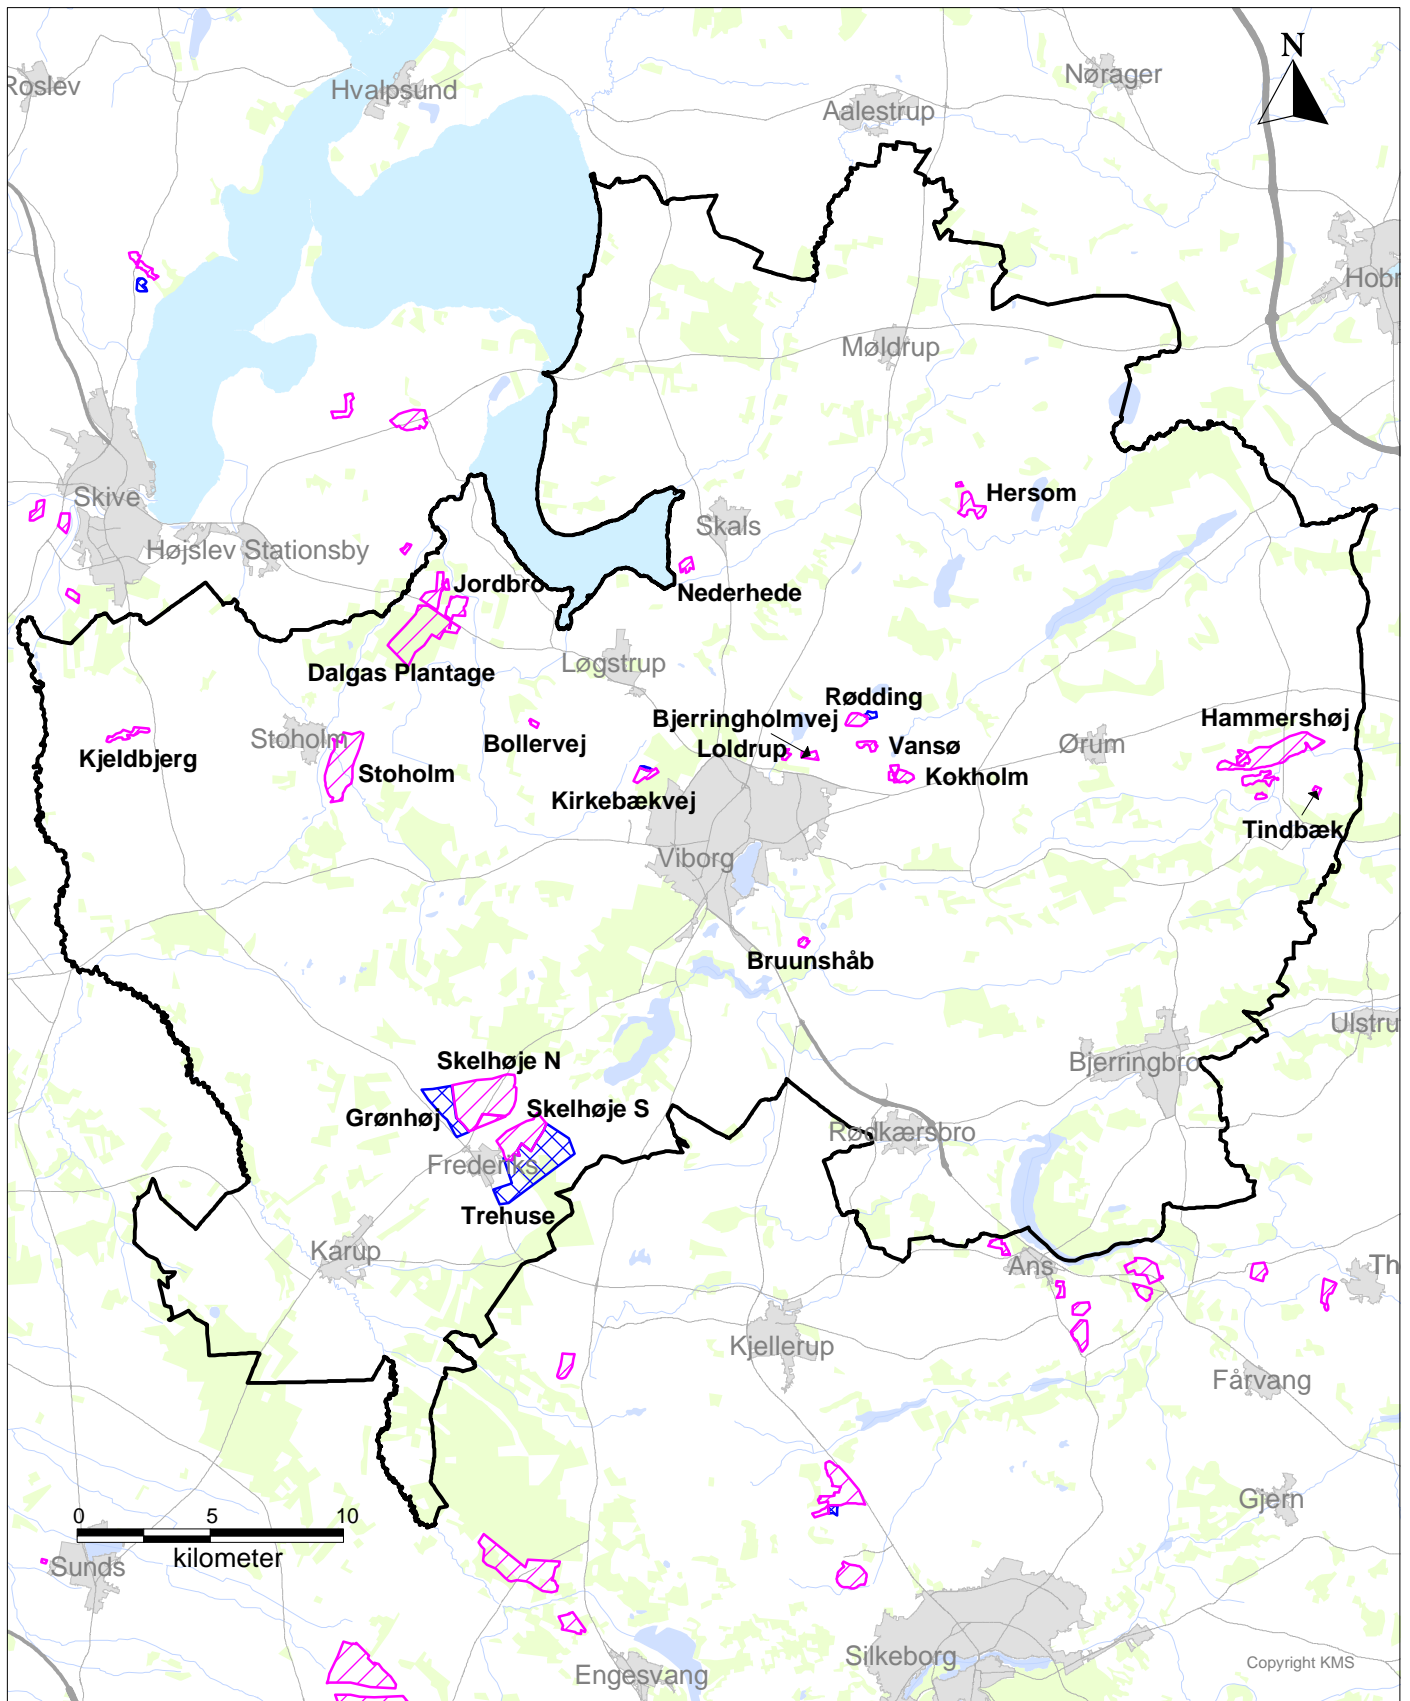 N
Roslev
Hvalpsund
Nørager
Aalestrup
Hobr
Møldrup
Skive
Hersom
Skals
Højslev Stationsby
Jordbro
Nederhede
Løgstrup
Dalgas Plantage
Rødding
Bjerringholmvej
Hammershøj
Stoholm
Bollervej
Loldrup
Vansø
Ørum
Kjeldbjerg
Stoholm
Kokholm
Kirkebækvej
Tindbæk
Viborg
Bruunshåb
Ulstru
Skelhøje N
Bjerringbro
Grønhøj
Skelhøje S
Rødkærsbro
Frederiks
Trehuse
Karup
Ans
Th
Kjellerup
Fårvang
Gjern
0 5 10
kilometer
Sunds
Silkeborg
Engesvang
Copyright KMS